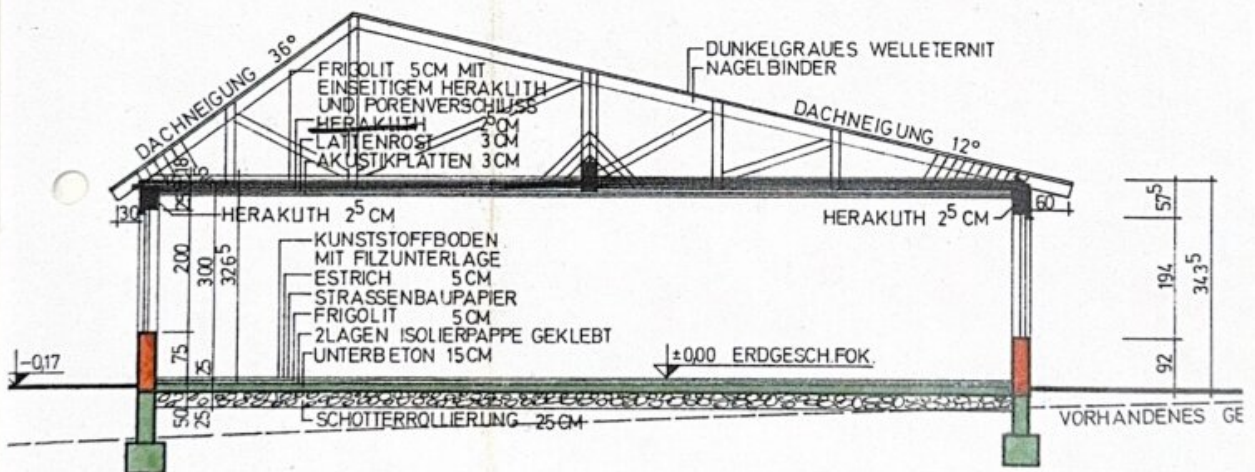 DACHNEIGUNG 36°
DUNKELGRAUES WELLETERNIT
NAGELBINDER
DACHNEIGUNG 12°
FRIGOLIT 5CM MIT
EINSEITIGEM HERAKLITH
UND PORENVERSCHLUSS
HERAKLITH 2⁵CM
LATTENROST 3CM
AKUSTIKPLATTEN 3CM
30
HERAKLITH 2⁵CM
HERAKLITH 2⁵CM
60
KUNSTSTOFFBODEN
MIT FILZUNTERLAGE
ESTRICH 5CM
STRASSENBAUPAPIER
FRIGOLIT 5CM
2LAGEN ISOLIERPAPPE GEKLEBT
UNTERBETON 15CM
SCHOTTERROLLIERUNG 25CM
200
300
326⁵
75
25
50
25
-0,17
±0,00 ERDGESCH.FOK.
57⁵
194
343⁵
92
VORHANDENES GE